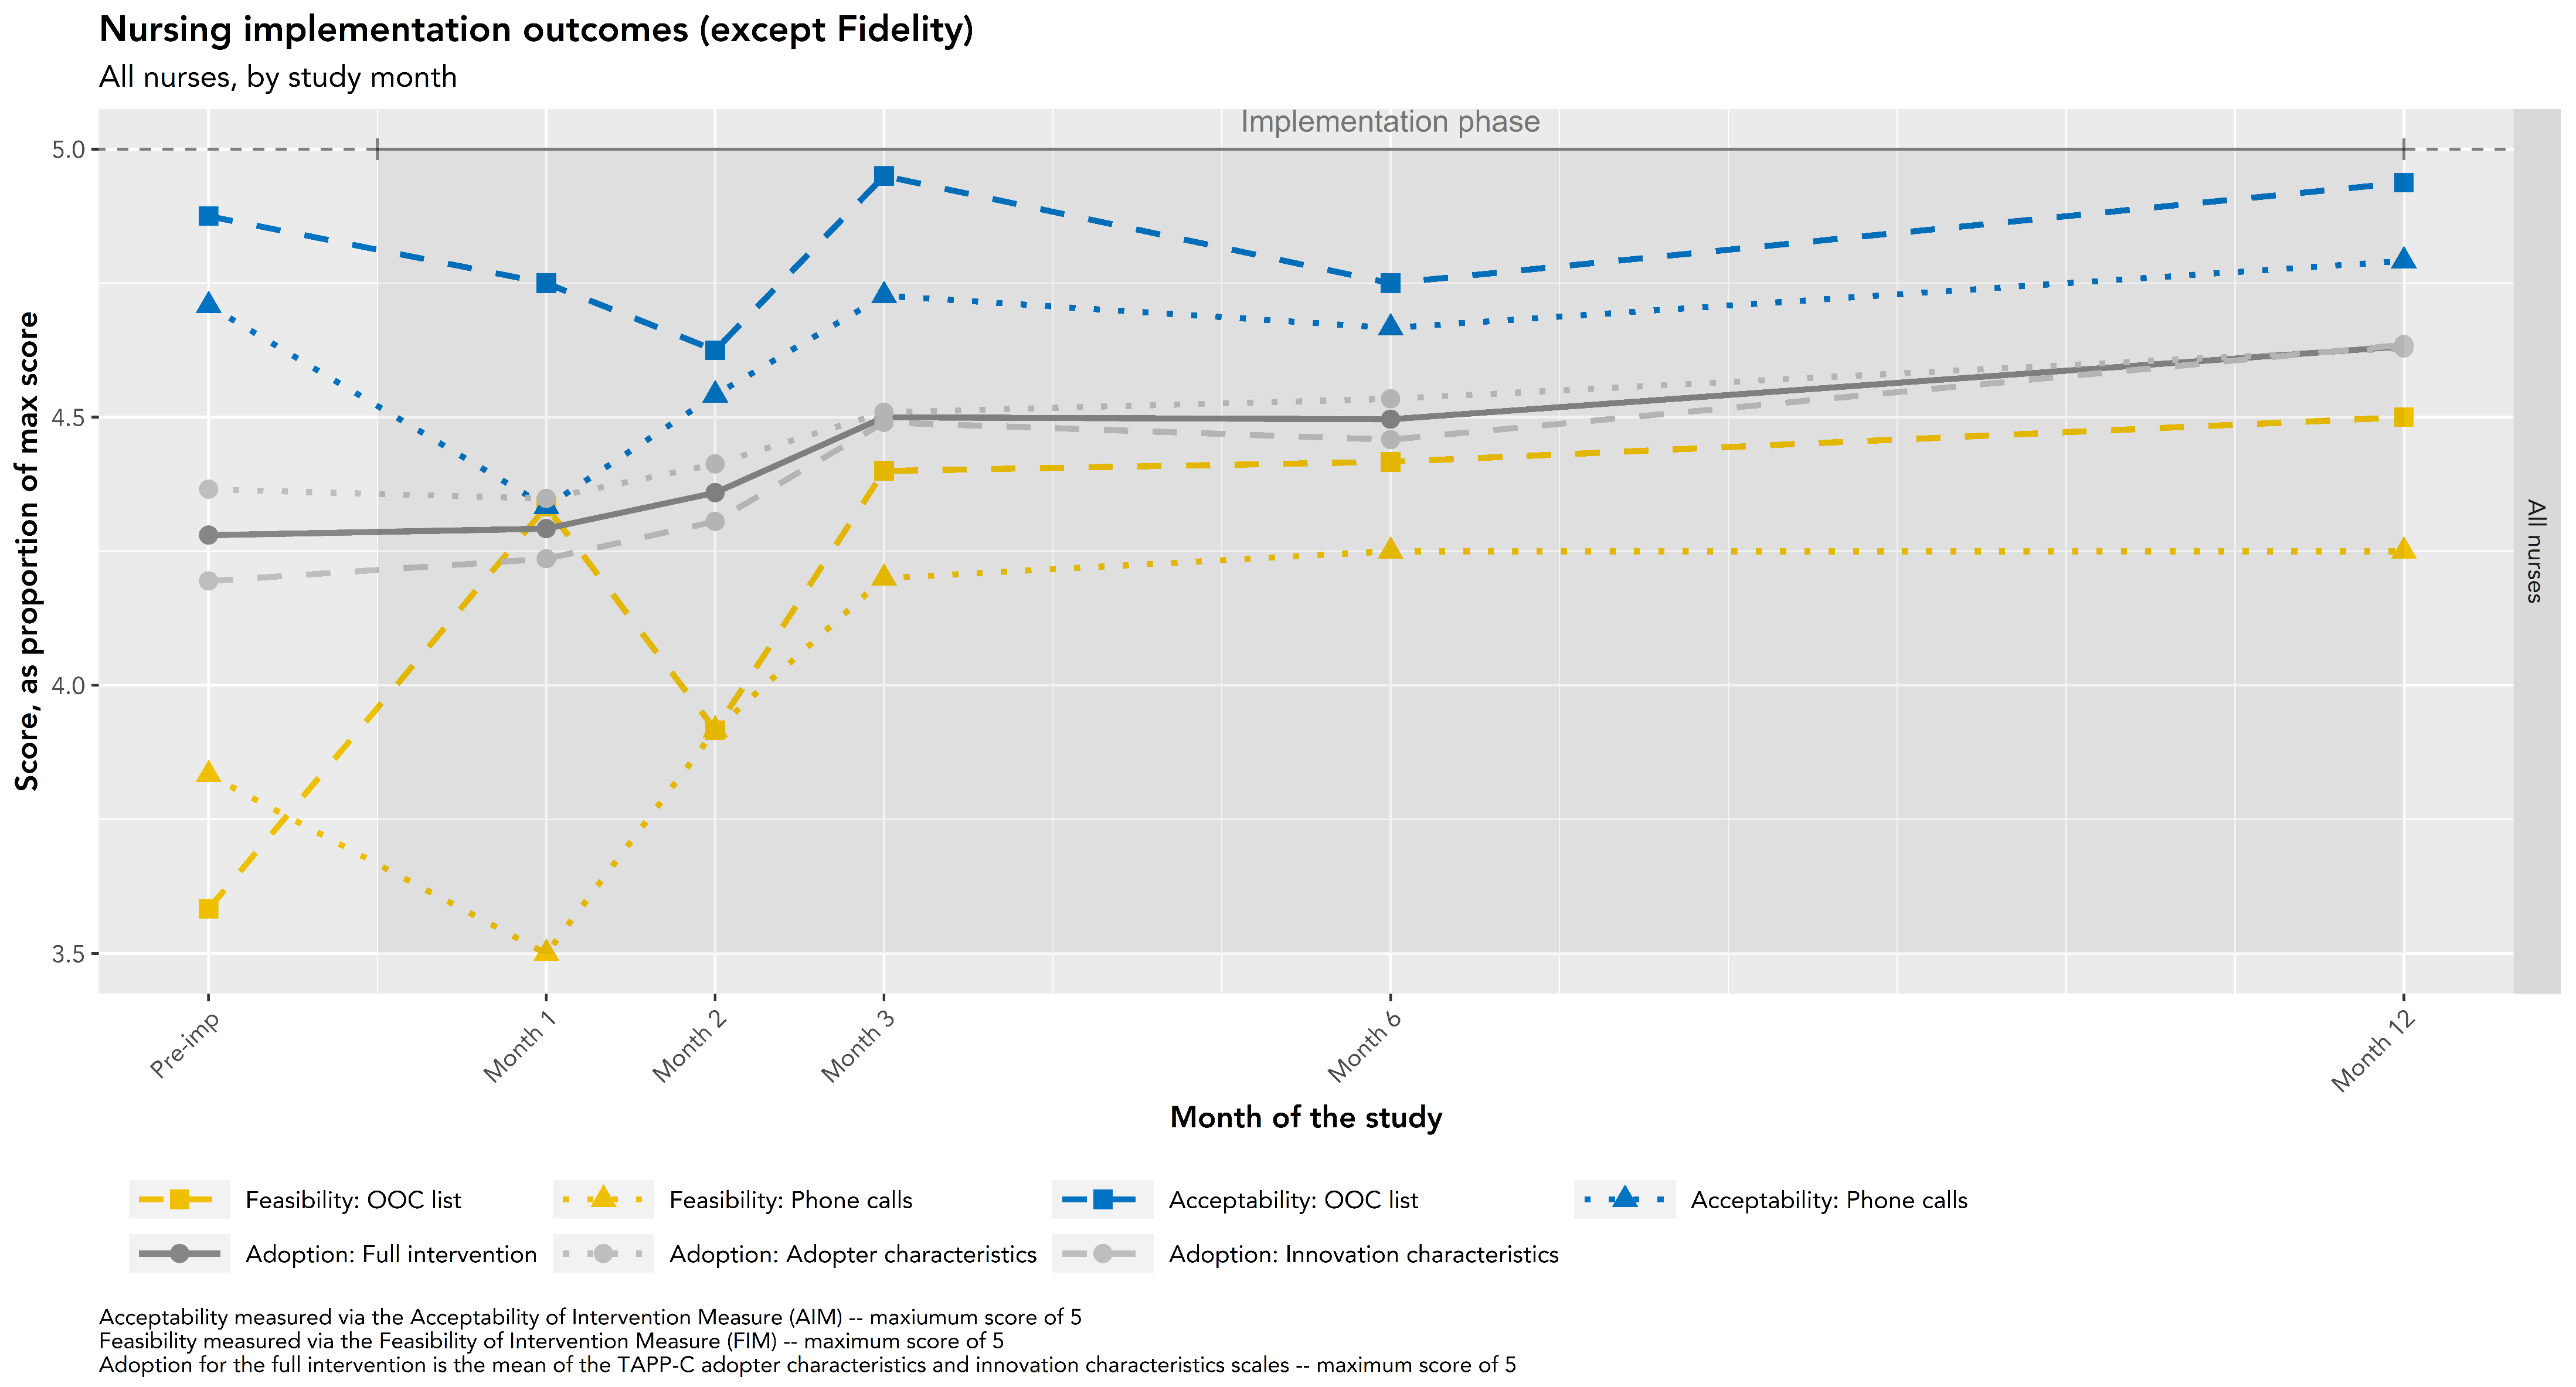 Nursing implementation outcomes (except Fidelity)
All nurses, by study month
Implementation phase
5.0
4.5
4.0
3.5
Score, as proportion of max score
All nurses
Pre-imp
Month 1
Month 2
Month 3
Month 6
Month 12
Month of the study
Feasibility: OOC list
Feasibility: Phone calls
Acceptability: OOC list
Acceptability: Phone calls
Adoption: Full intervention
Adoption: Adopter characteristics
Adoption: Innovation characteristics
Acceptability measured via the Acceptability of Intervention Measure (AIM) -- maxiumum score of 5
Feasibility measured via the Feasibility of Intervention Measure (FIM) -- maximum score of 5
Adoption for the full intervention is the mean of the TAPP-C adopter characteristics and innovation characteristics scales -- maximum score of 5